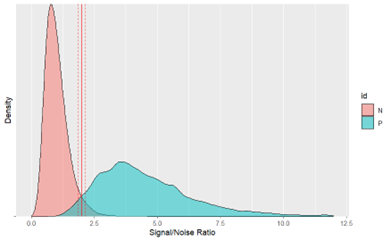 Density
id
N
P
0.0 2.5 5.0 7.5 10.0 12.5
Signal/Noise Ratio